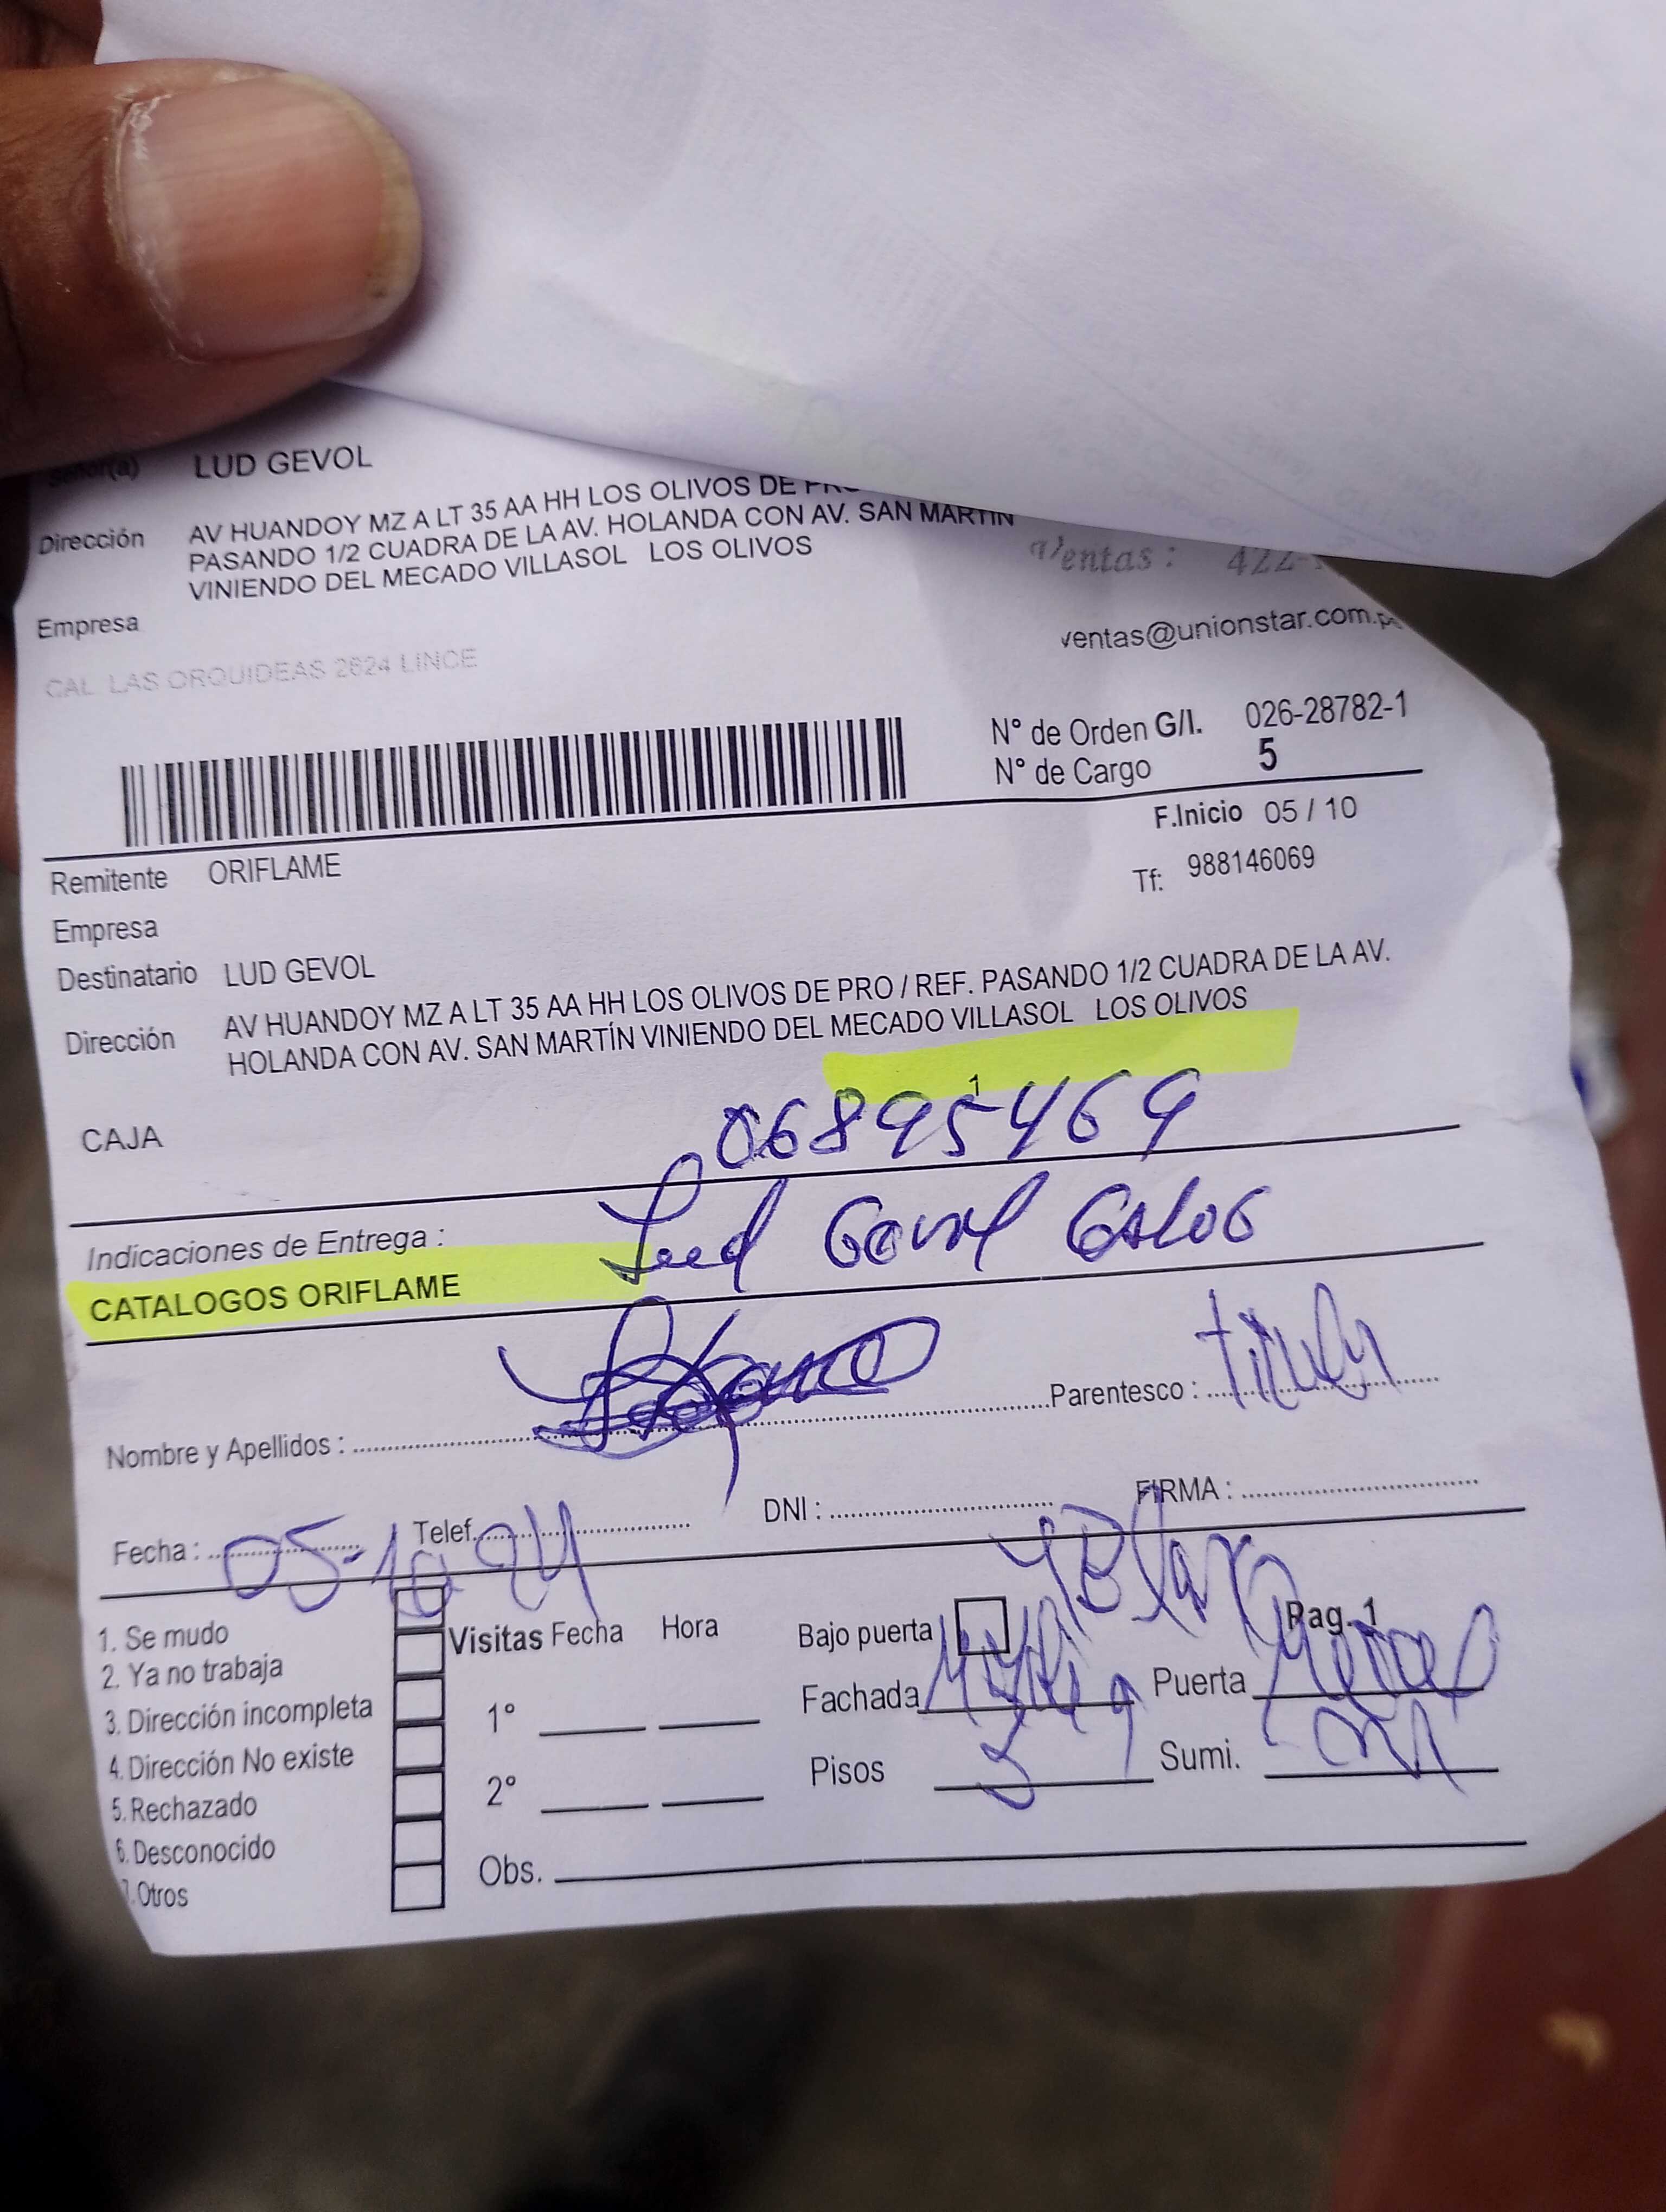 Señor(a) LUD GEVOL
Dirección AV HUANDOY MZ A LT 35 AA HH LOS OLIVOS DE
PASANDO 1/2 CUADRA DE LA AV. HOLANDA CON AV. SAN MARTIN
VINIENDO DEL MECADO VILLASOL LOS OLIVOS
Ventas :
Empresa
ventas@unionstar.com.pe
CAL. LAS ORQUIDEAS 2624 LINCE
N° de Orden G/I. 026-28782-1
N° de Cargo 5
F.Inicio 05 / 10
Remitente ORIFLAME
Tf: 988146069
Empresa
Destinatario LUD GEVOL
Dirección AV HUANDOY MZ A LT 35 AA HH LOS OLIVOS DE PRO / REF. PASANDO 1/2 CUADRA DE LA AV.
HOLANDA CON AV. SAN MARTÍN VINIENDO DEL MECADO VILLASOL LOS OLIVOS
1
CAJA 06895469
Indicaciones de Entrega :
Lud Gevol
CATALOGOS ORIFLAME
Nombre y Apellidos : Parentesco : titular
Fecha : 05-10-24 Telef. DNI : FIRMA :
1. Se mudo
2. Ya no trabaja
3. Dirección incompleta
4. Dirección No existe
5. Rechazado
6. Desconocido
7. Otros
Visitas Fecha Hora
1°
2°
Obs.
Bajo puerta Pag. 1
Fachada Puerta
Pisos 3 Sumi.